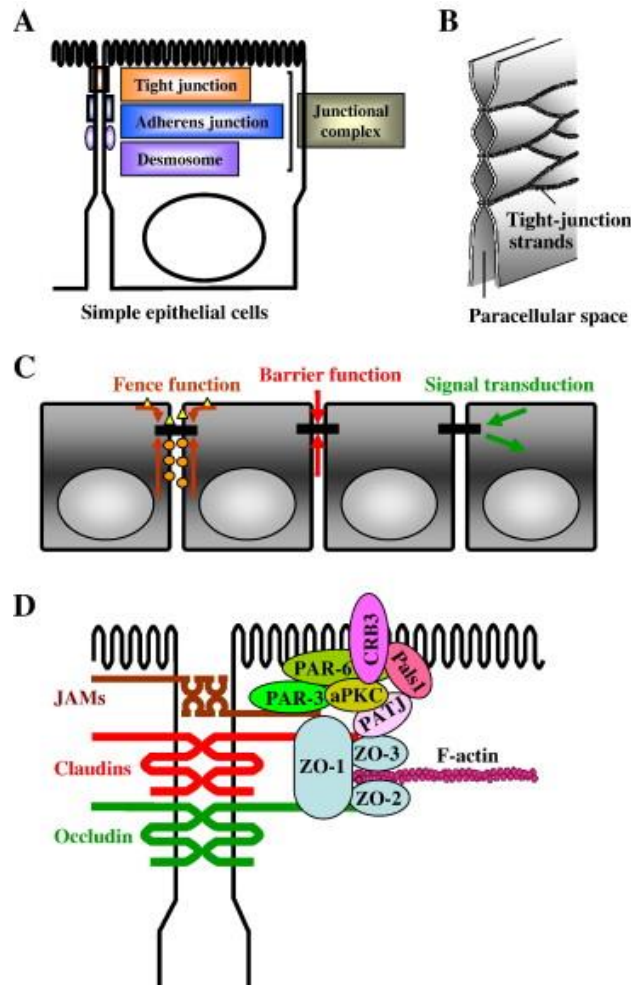 A
Tight junction
Adherens junction
Desmosome
Junctional
complex
Simple epithelial cells
B
Tight-junction
strands
Paracellular space
C
Fence function
Barrier function
Signal transduction
D
CRB3
PAR-6
Pals1
PAR-3
aPKC
PATJ
JAMs
ZO-1
ZO-3
F-actin
Claudins
ZO-2
Occludin